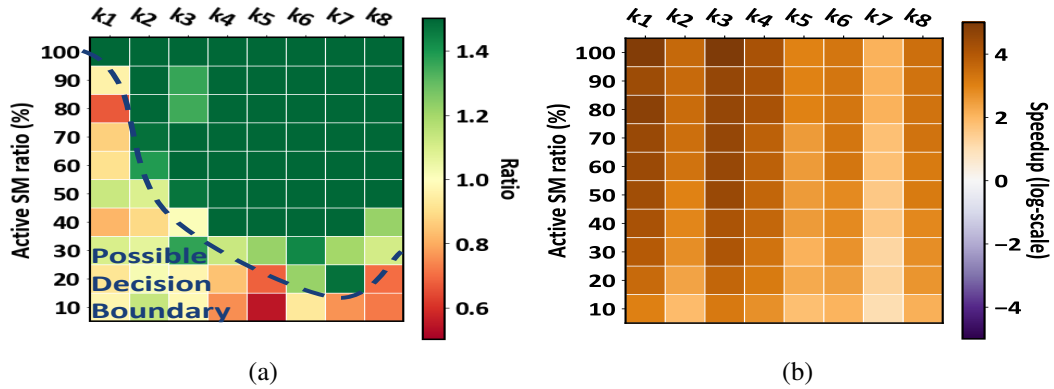 k1 k2 k3 k4 k5 k6 k7 k8
Active SM ratio (%)
100
90
80
70
60
50
40
30
20
10
Possible
Decision
Boundary
1.4
1.2
1.0
0.8
0.6
Ratio
(a)
k1 k2 k3 k4 k5 k6 k7 k8
Active SM ratio (%)
100
90
80
70
60
50
40
30
20
10
4
2
0
−2
−4
Speedup (log-scale)
(b)